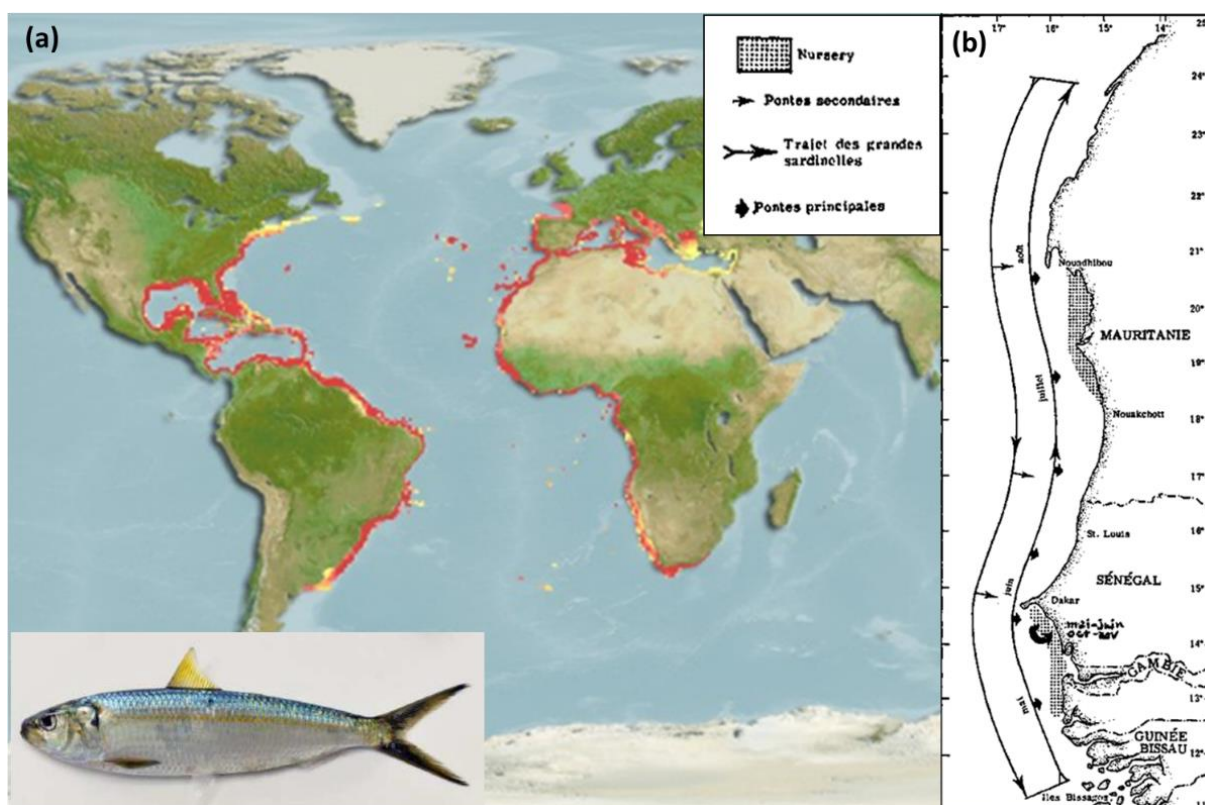 (a)
Nursery
Pontes secondaires
Trajet des grandes
sardinelles
Pontes principales
(b)
17°
16°
15°
14°
24°
23°
22°
21°
20°
19°
18°
17°
16°
15°
14°
13°
12°
août
Nouadhibou
MAURITANIE
juillet
Nouakchott
St. Louis
SÉNÉGAL
juin
Dakar
mai-juin
oct-nov
GAMBIE
mai
GUINÉE
BISSAU
Iles Bissagos